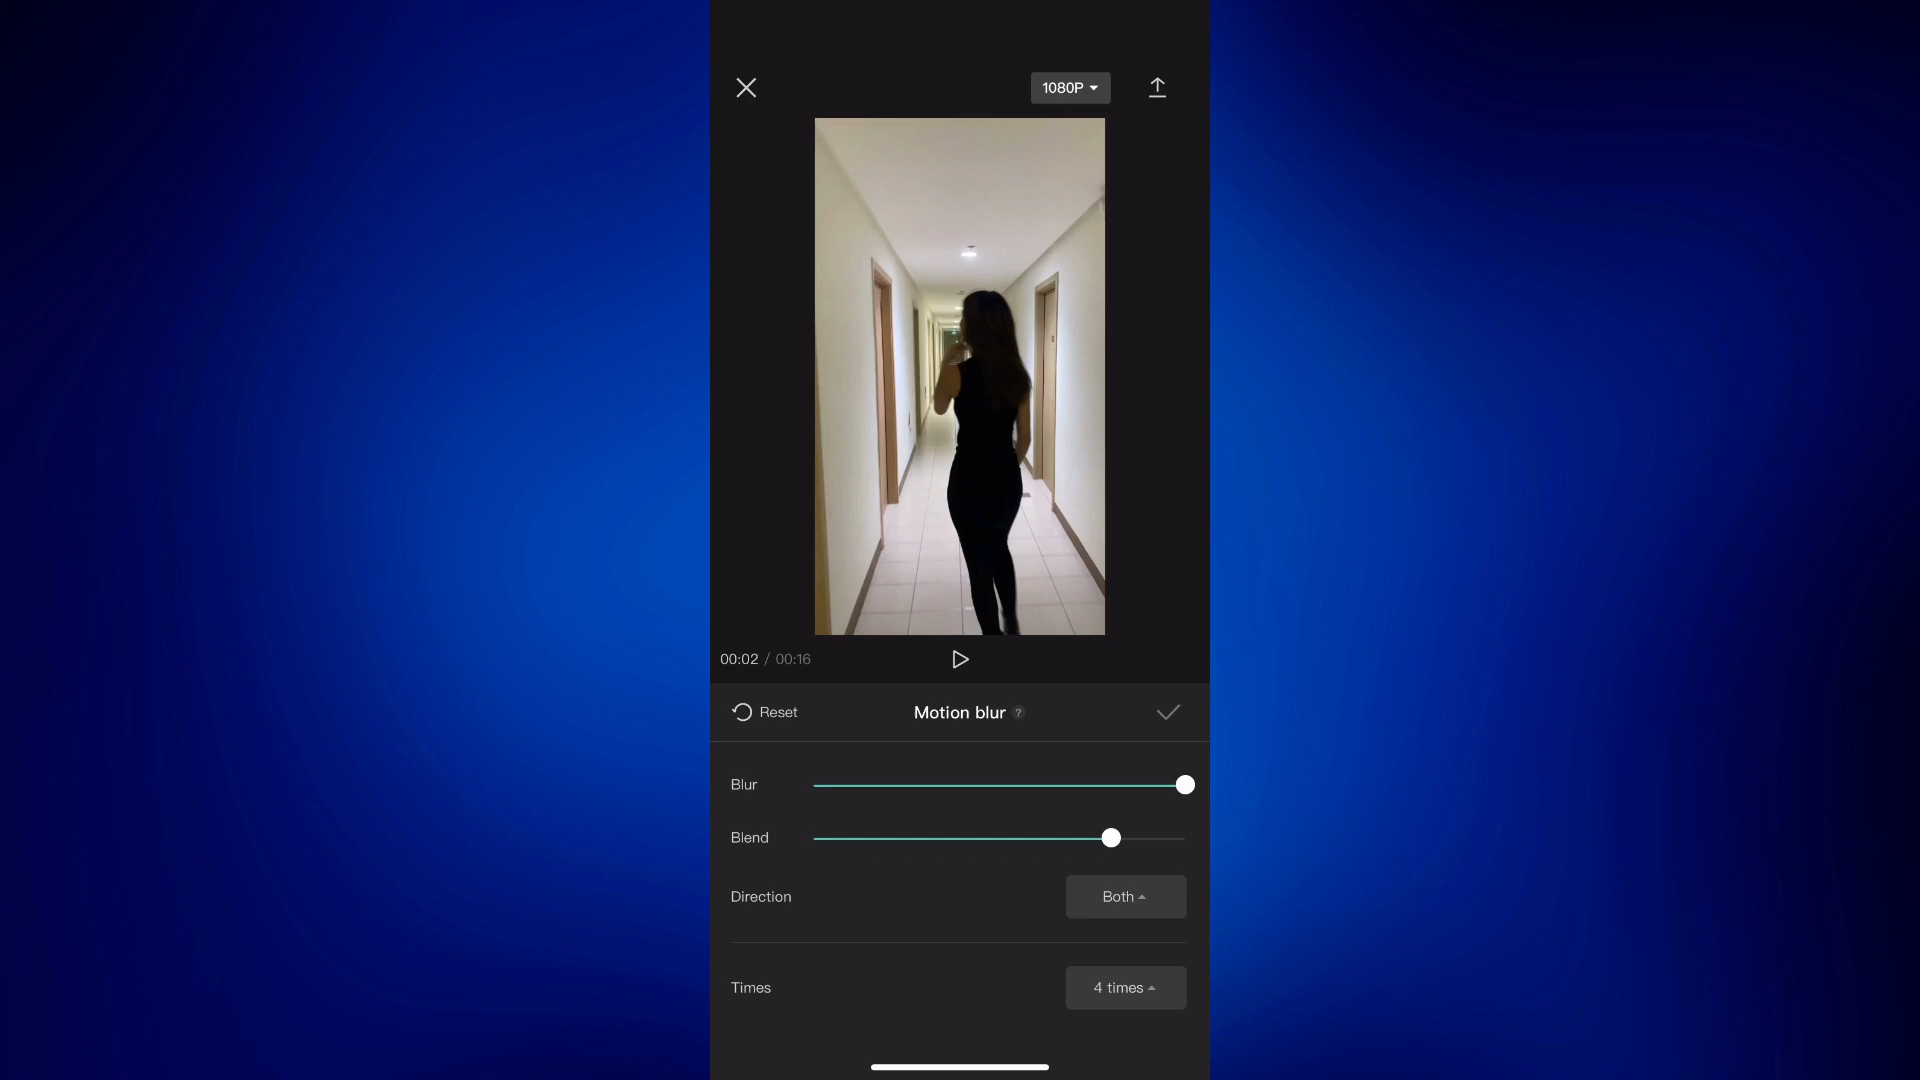 1080P
00:02 / 00:16
Reset
Motion blur ?
Blur
Blend
Direction
Both
Times
4 times